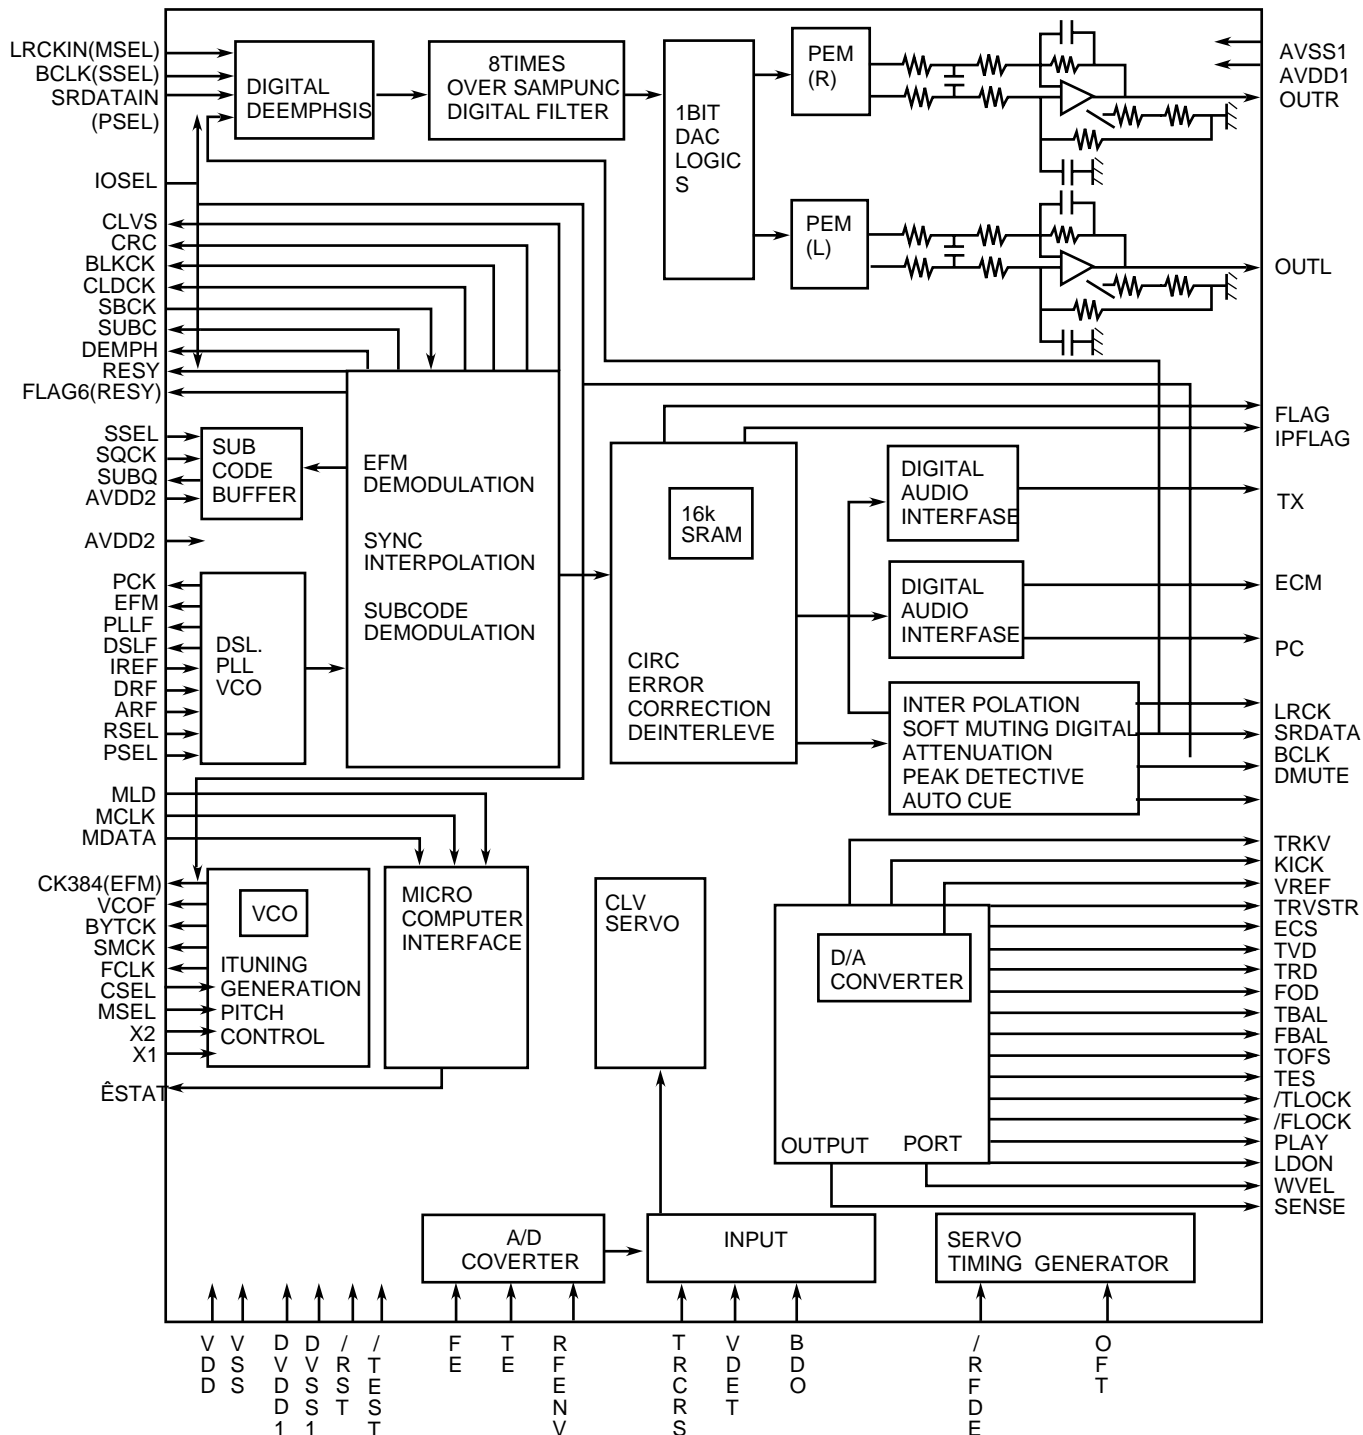 LRCKIN(MSEL)
BCLK(SSEL)
SRDATAIN
(PSEL)
IOSEL
CLVS
CRC
BLKCK
CLDCK
SBCK
SUBC
DEMPH
RESY
FLAG6(RESY)
SSEL
SQCK
SUBQ
AVDD2
AVDD2
PCK
EFM
PLLF
DSLF
IREF
DRF
ARF
RSEL
PSEL
MLD
MCLK
MDATA
CK384(EFM)
VCOF
BYTCK
SMCK
FCLK
CSEL
MSEL
X2
X1
ÊSTAT
DIGITAL
DEEMPHSIS
8TIMES
OVER SAMPUNC
DIGITAL FILTER
1BIT
DAC
LOGIC
S
PEM
(R)
PEM
(L)
SUB
CODE
BUFFER
EFM
DEMODULATION
SYNC
INTERPOLATION
SUBCODE
DEMODULATION
DSL.
PLL
VCO
16k
SRAM
CIRC
ERROR
CORRECTION
DEINTERLEVE
DIGITAL
AUDIO
INTERFASE
DIGITAL
AUDIO
INTERFASE
INTER POLATION
SOFT MUTING DIGITAL
ATTENUATION
PEAK DETECTIVE
AUTO CUE
VCO
ITUNING
GENERATION
PITCH
CONTROL
MICRO
COMPUTER
INTERFACE
CLV
SERVO
D/A
CONVERTER
OUTPUT PORT
A/D
COVERTER
INPUT
SERVO
TIMING GENERATOR
AVSS1
AVDD1
OUTR
OUTL
FLAG
IPFLAG
TX
ECM
PC
LRCK
SRDATA
BCLK
DMUTE
TRKV
KICK
VREF
TRVSTR
ECS
TVD
TRD
FOD
TBAL
FBAL
TOFS
TES
/TLOCK
/FLOCK
PLAY
LDON
WVEL
SENSE
VDD
VSS
DVDD1
DVSS1
/RST
/TEST
FE
TE
RFENV
TRCRS
VDET
BDO
/RFDE
OFT